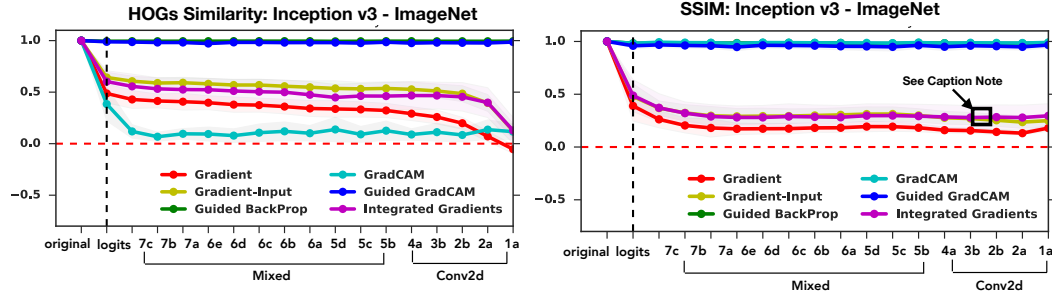 HOGs Similarity: Inception v3 - ImageNet
1.0
0.5
0.0
−0.5
Gradient
Gradient-Input
Guided BackProp
GradCAM
Guided GradCAM
Integrated Gradients
original logits 7c 7b 7a 6e 6d 6c 6b 6a 5d 5c 5b 4a 3b 2b 2a 1a
Mixed Conv2d
SSIM: Inception v3 - ImageNet
1.0
0.5
0.0
−0.5
See Caption Note
Gradient
Gradient-Input
Guided BackProp
GradCAM
Guided GradCAM
Integrated Gradients
original logits 7c 7b 7a 6e 6d 6c 6b 6a 5d 5c 5b 4a 3b 2b 2a 1a
Mixed Conv2d